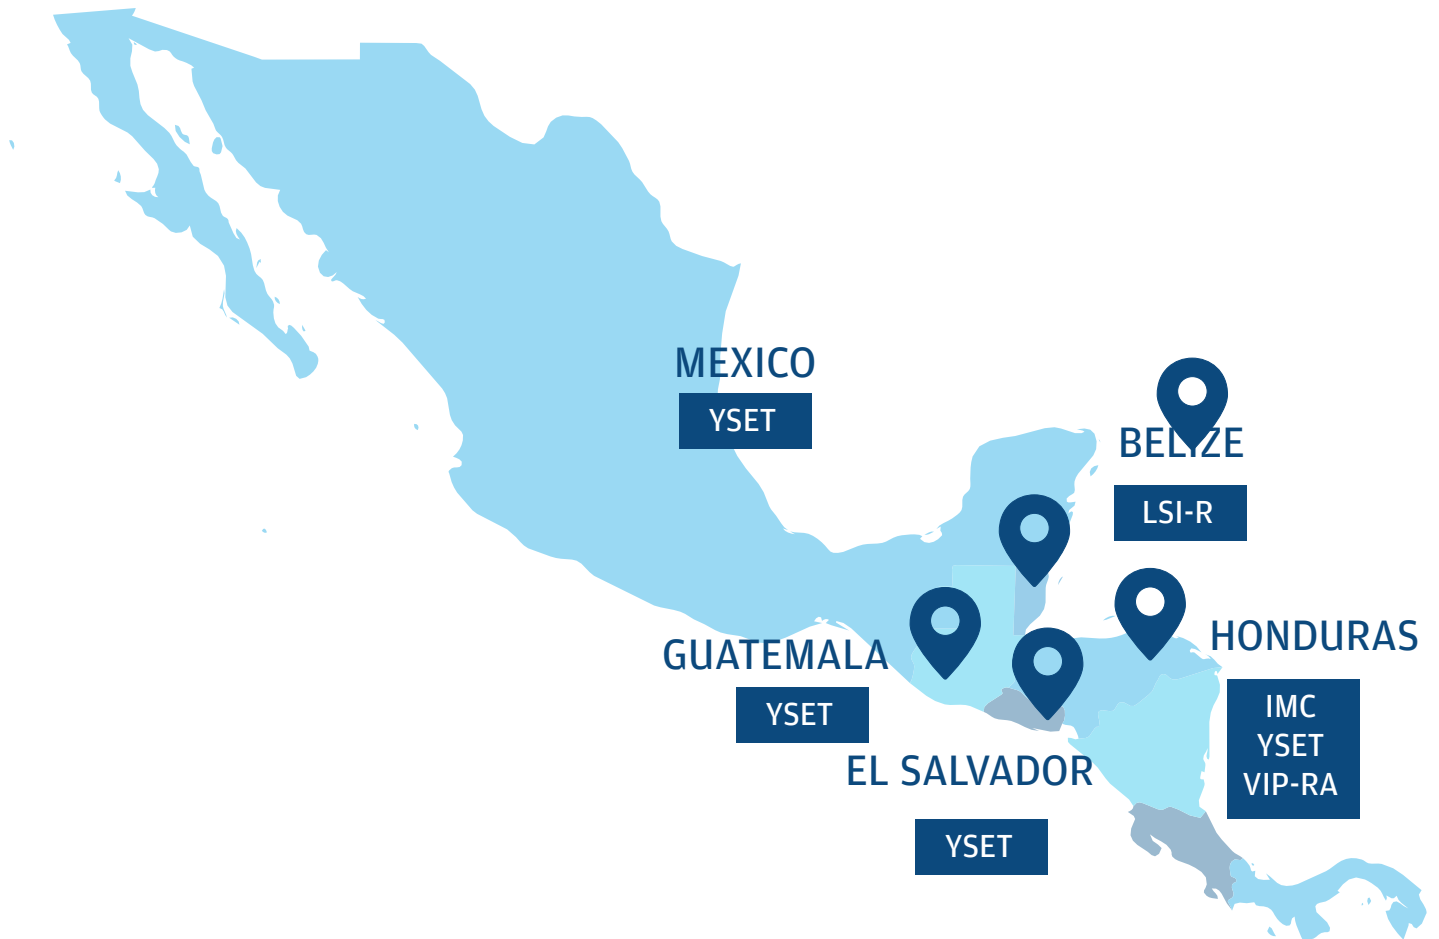 MEXICO
YSET
BELIZE
LSI-R
GUATEMALA
YSET
HONDURAS
IMC
YSET
VIP-RA
EL SALVADOR
YSET